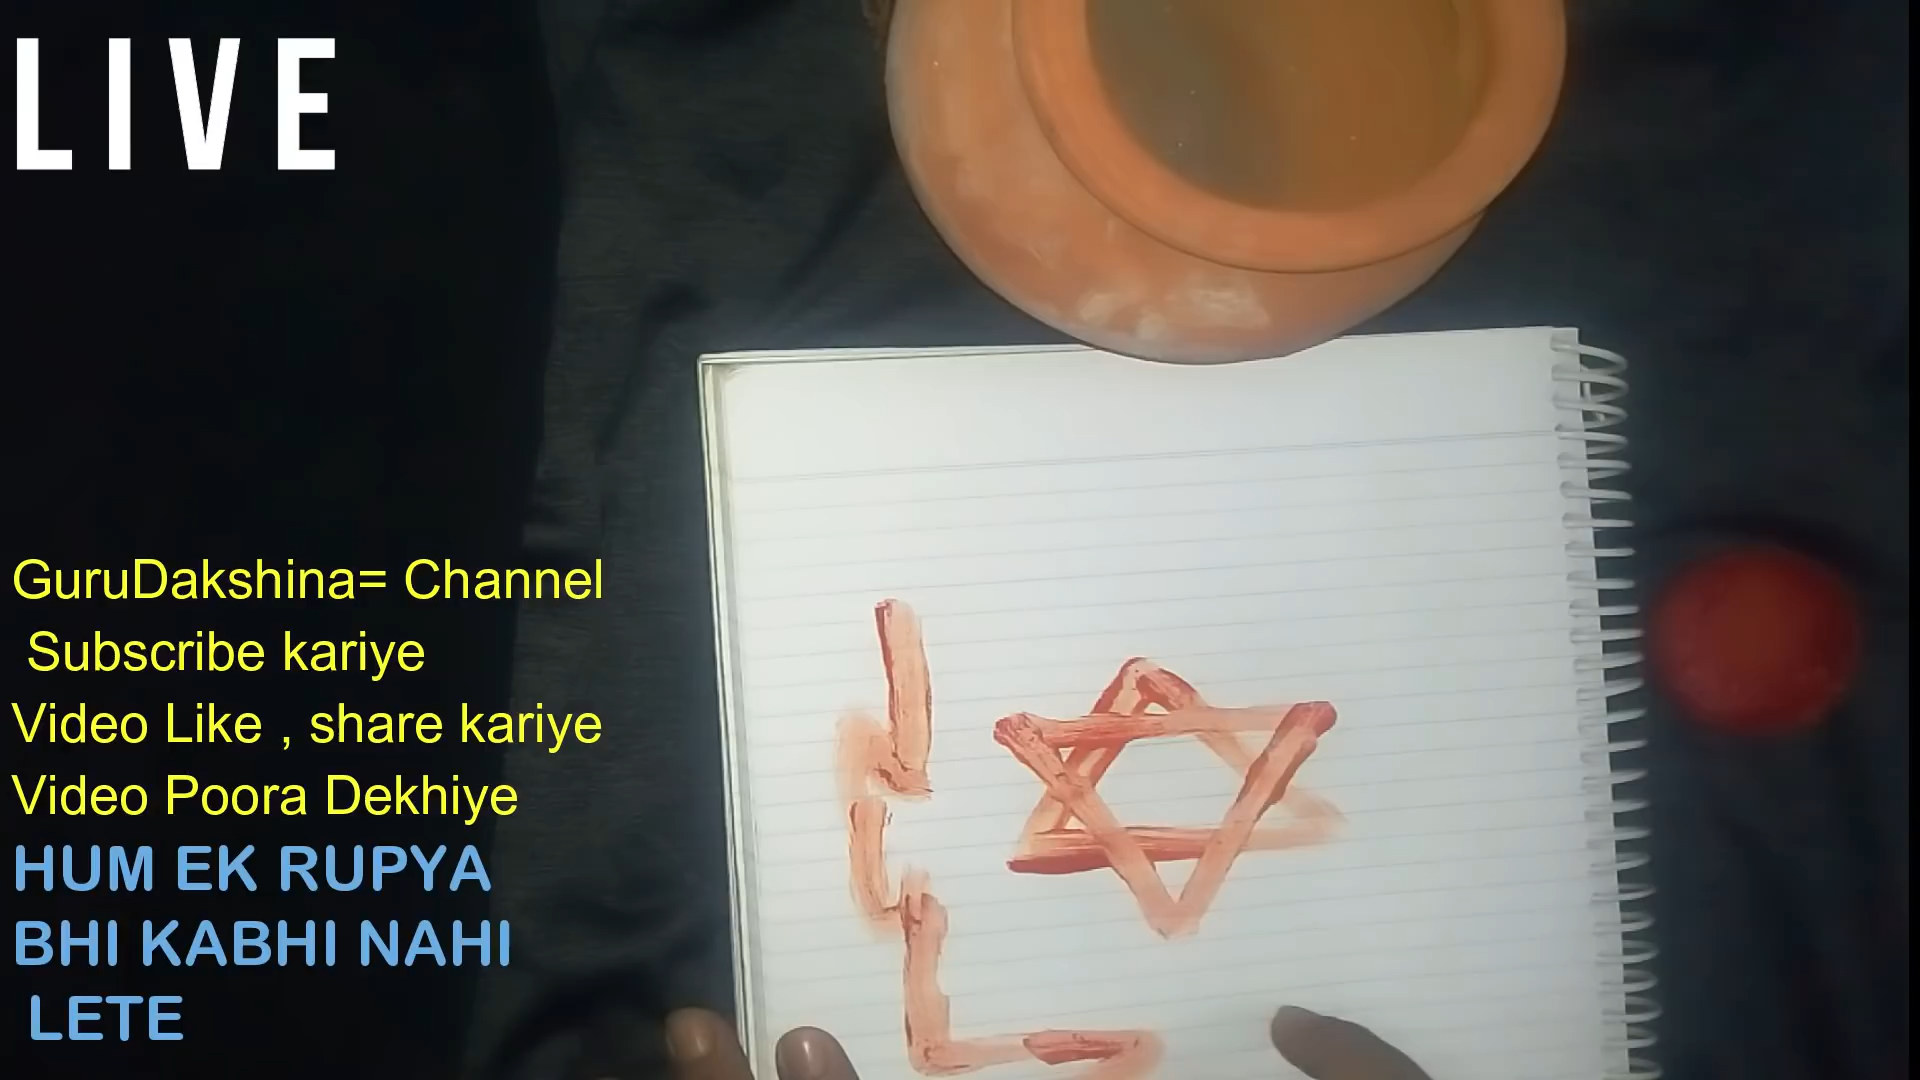 LIVE
GuruDakshina= Channel
Subscribe kariye
Video Like , share kariye
Video Poora Dekhiye
HUM EK RUPYA
BHI KABHI NAHI
LETE